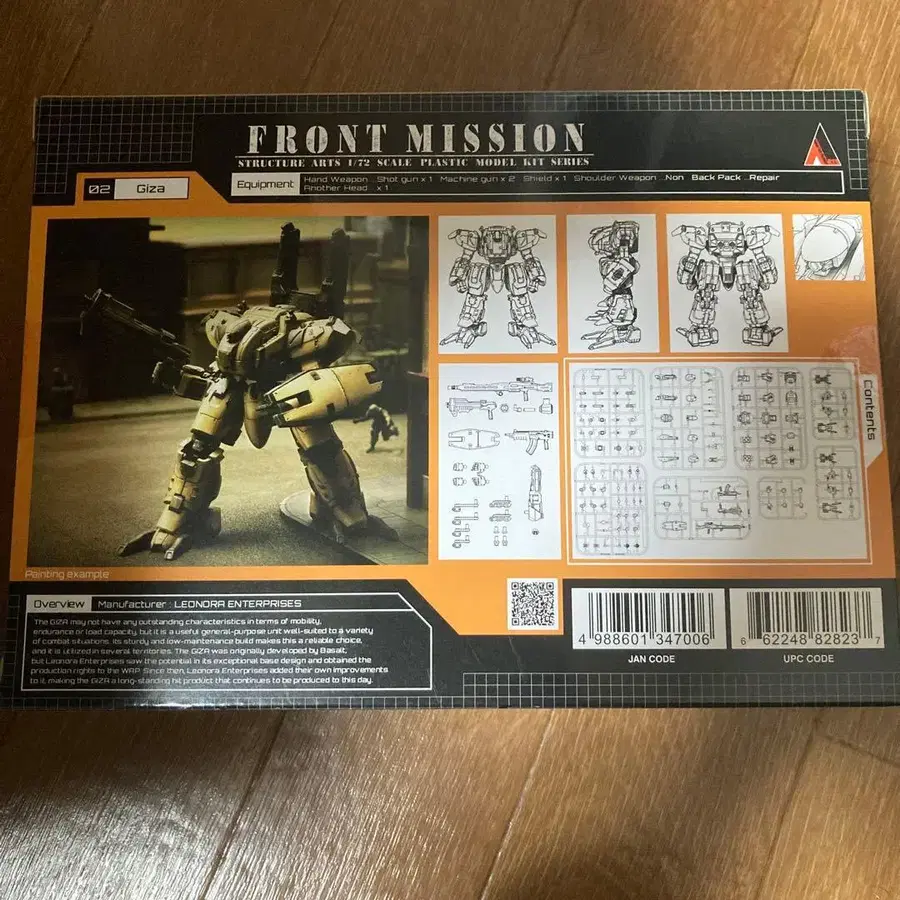 FRONT MISSION
STRUCTURE ARTS 1/72 SCALE PLASTIC MODEL KIT SERIES
02 Giza
Equipment Hand Weapon ...Shot gun x 1 Machine gun x 2 Shield x 1 Shoulder Weapon ...Non Back Pack ...Repair
Another Head ...x 1
Contents
Painting example
Overview Manufacturer : LEONORA ENTERPRISES
The GIZA may not have any outstanding characteristics in terms of mobility,
endurance or load capacity, but it is a useful general-purpose unit well-suited to a variety
of combat situations. Its sturdy and low-maintenance build makes this a reliable choice,
and it is utilized in several territories. The GIZA was originally developed by Basalt,
but Leonora Enterprises saw the potential in its exceptional base design and obtained the
production rights to the WAP. Since then, Leonora Enterprises added their own improvements
to it, making the GIZA a long-standing hit product that continues to be produced to this day.
4 988601 347006
JAN CODE
6 62248 82823 7
UPC CODE